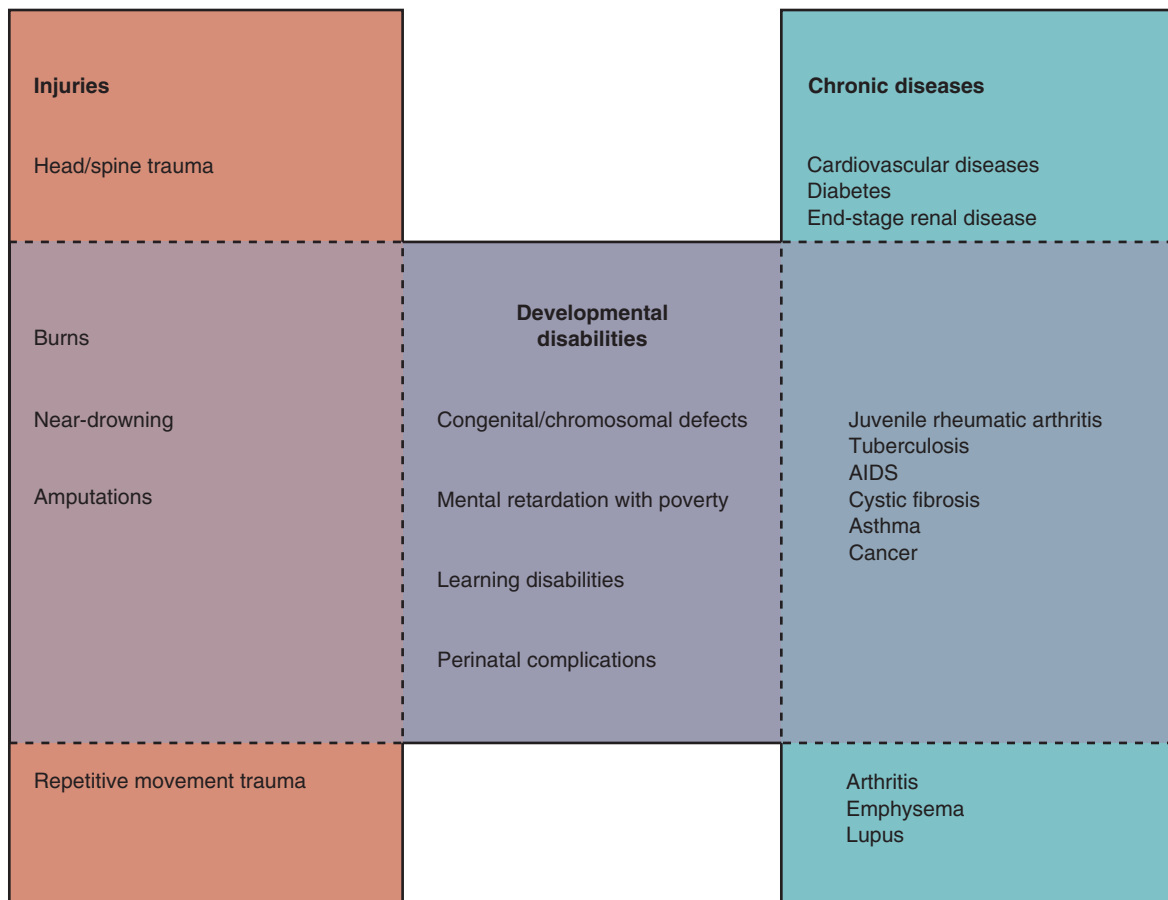 Injuries
Head/spine trauma
Burns
Near-drowning
Amputations
Repetitive movement trauma
Developmental
disabilities
Congenital/chromosomal defects
Mental retardation with poverty
Learning disabilities
Perinatal complications
Chronic diseases
Cardiovascular diseases
Diabetes
End-stage renal disease
Juvenile rheumatic arthritis
Tuberculosis
AIDS
Cystic fibrosis
Asthma
Cancer
Arthritis
Emphysema
Lupus